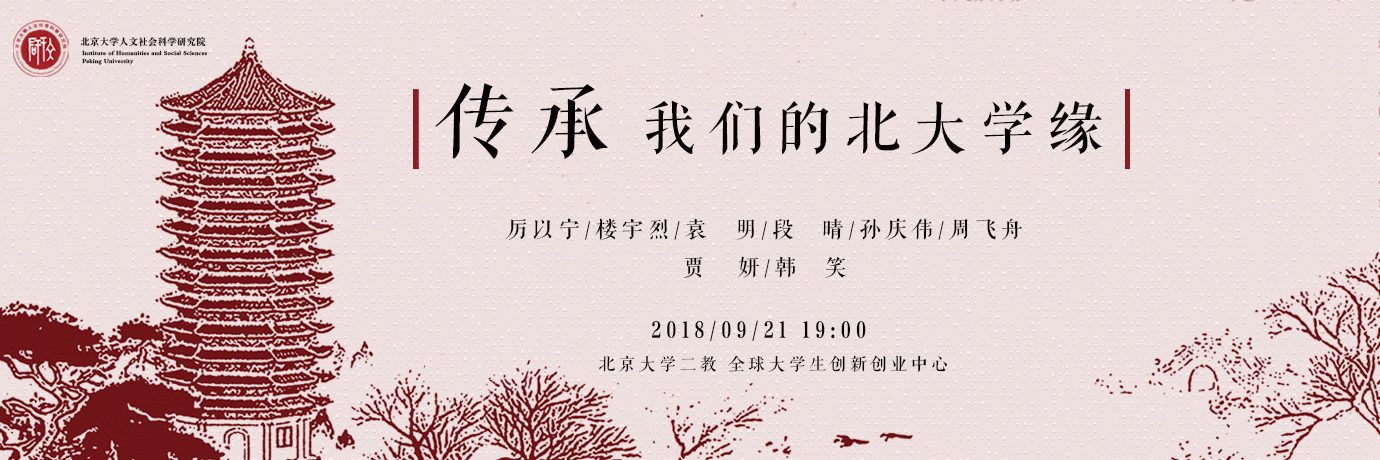 北京大学人文社会科学研究院
Institute of Humanities and Social Sciences
Peking University
传承 我们的北大学缘
厉以宁/楼宇烈/袁 明/段 晴/孙庆伟/周飞舟
贾 妍/韩 笑
2018/09/21 19:00
北京大学二教 全球大学生创新创业中心